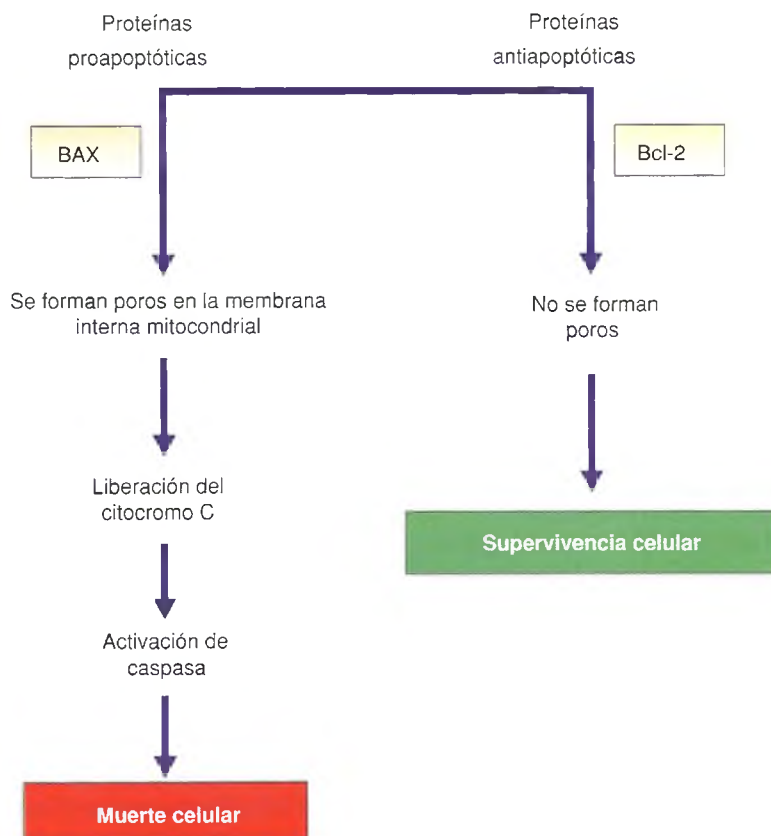 Proteínas
proapoptóticas
Proteínas
antiapoptóticas
BAX
Bcl-2
Se forman poros en la membrana
interna mitocondrial
No se forman
poros
Liberación del
citocromo C
Supervivencia celular
Activación de
caspasa
Muerte celular